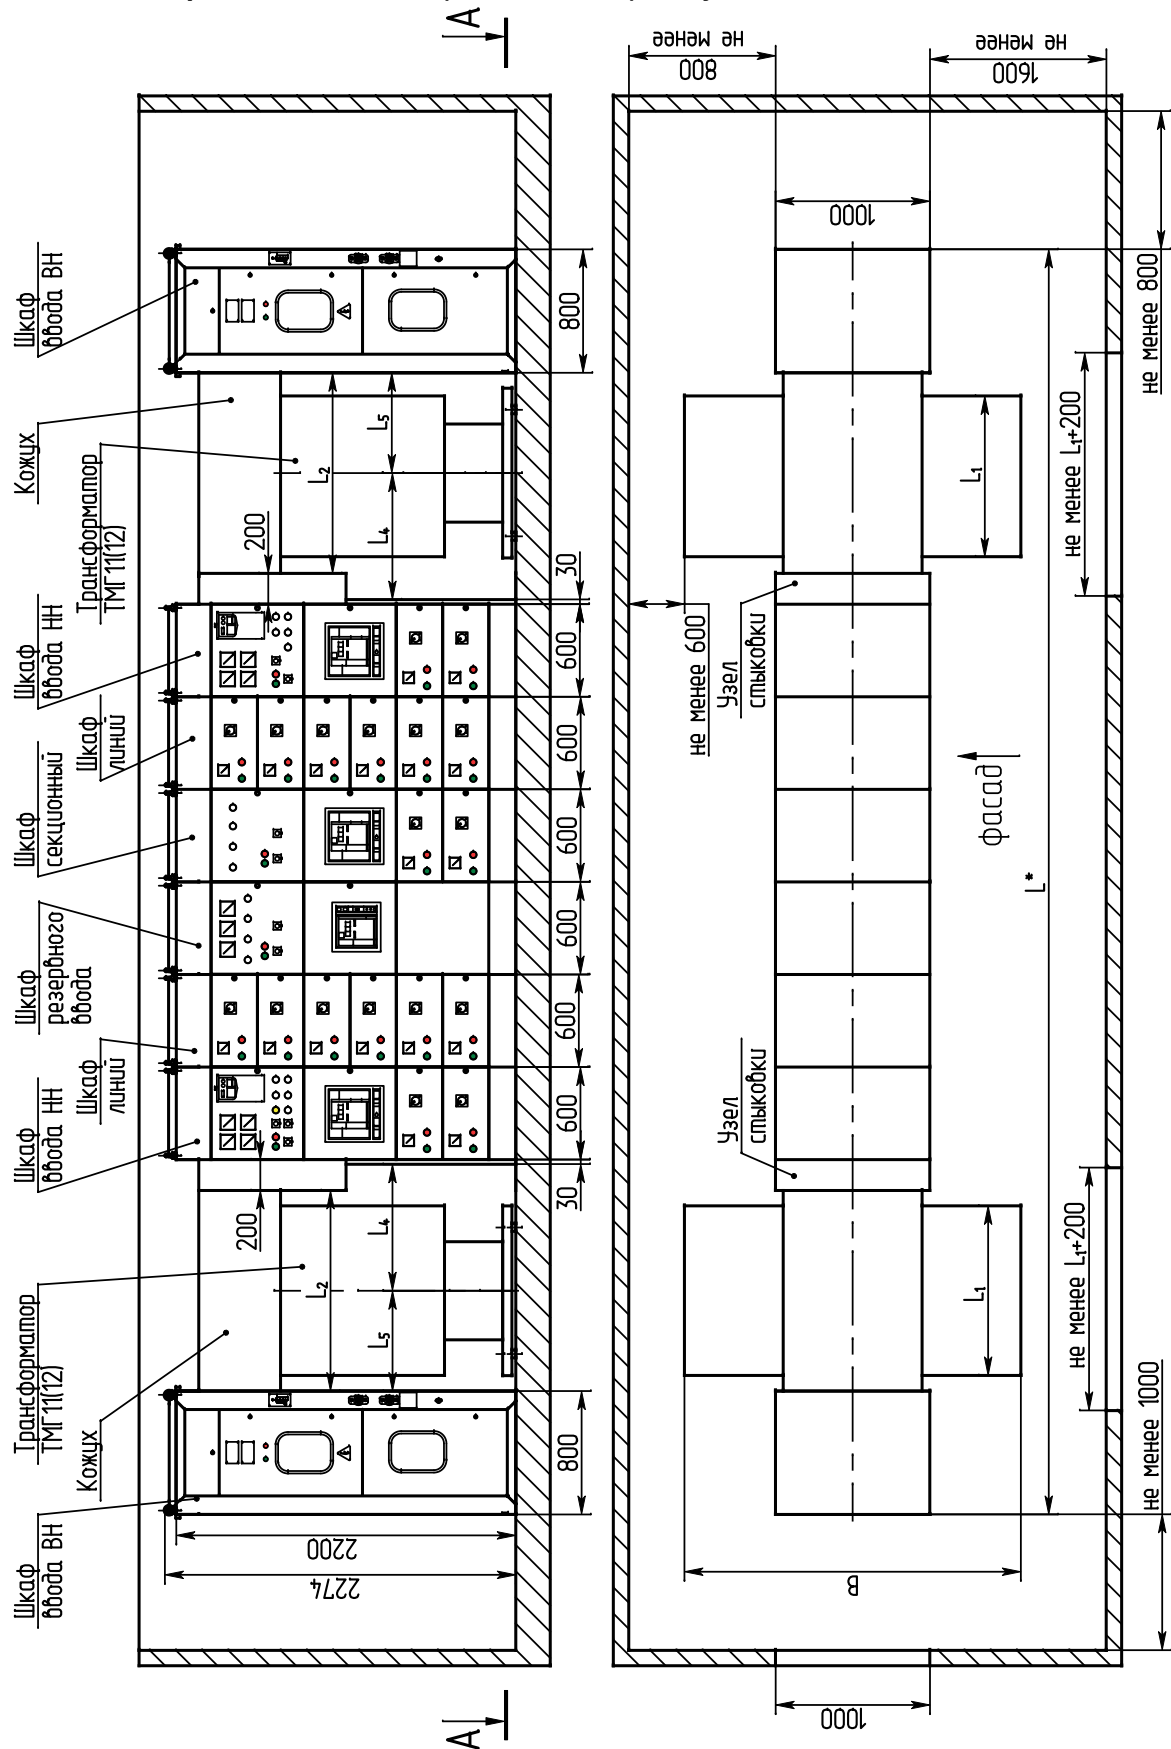 А
А
Шкаф
ввода ВН
Кожух
Трансформатор
ТМГ11(12)
Шкаф
ввода НН
Шкаф
линий
Шкаф
резервного
ввода
Шкаф
секционный
Шкаф
линий
Шкаф
ввода НН
Трансформатор
ТМГ11(12)
Кожух
Шкаф
ввода ВН
2274
2200
200
200
L₂
L₂
L₅
L₄
L₄
L₅
800
30
600
600
600
600
600
600
30
800
не менее
800
не менее
1600
1000
1000
не менее 600
Узел
стыковки
Узел
стыковки
В
L₁
L₁
фасад
L*
не менее L₁+200
не менее L₁+200
не менее 1000
не менее 800